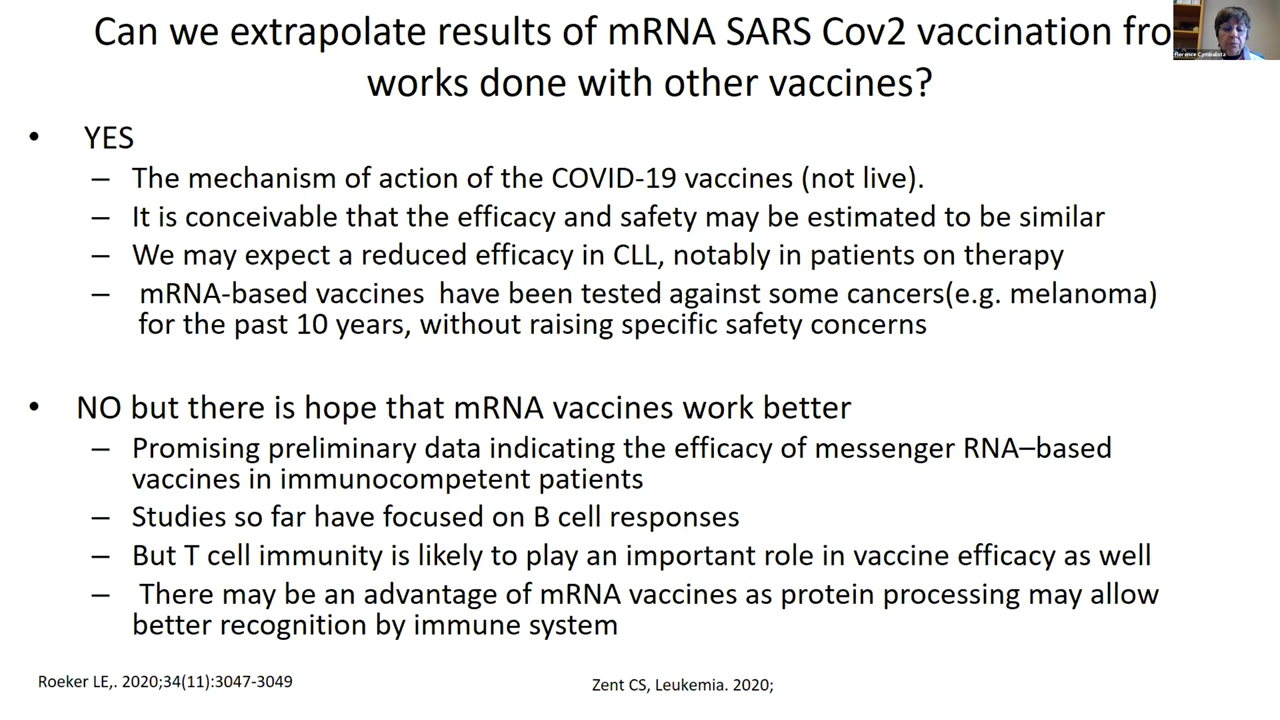 Can we extrapolate results of mRNA SARS Cov2 vaccination fro
works done with other vaccines?
Florence Cymbalista
• YES
– The mechanism of action of the COVID-19 vaccines (not live).
– It is conceivable that the efficacy and safety may be estimated to be similar
– We may expect a reduced efficacy in CLL, notably in patients on therapy
– mRNA-based vaccines have been tested against some cancers(e.g. melanoma)
for the past 10 years, without raising specific safety concerns
• NO but there is hope that mRNA vaccines work better
– Promising preliminary data indicating the efficacy of messenger RNA–based
vaccines in immunocompetent patients
– Studies so far have focused on B cell responses
– But T cell immunity is likely to play an important role in vaccine efficacy as well
– There may be an advantage of mRNA vaccines as protein processing may allow
better recognition by immune system
Roeker LE,. 2020;34(11):3047-3049
Zent CS, Leukemia. 2020;